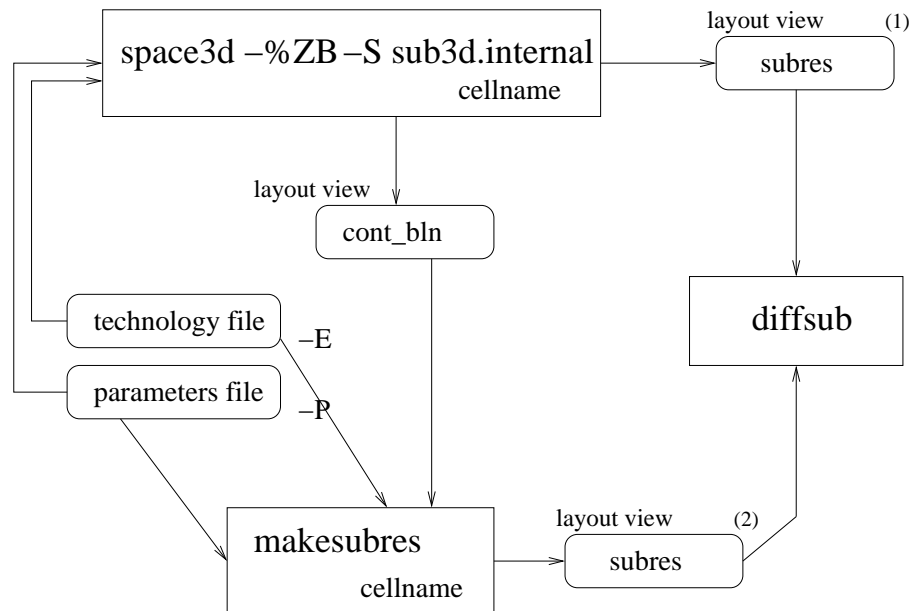 layout view (1)
space3d –%ZB –S sub3d.internal
cellname
subres
layout view
cont_bln
technology file
–E
diffsub
parameters file
–P
layout view (2)
makesubres
cellname
subres